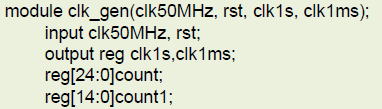 module clk_gen(clk50MHz, rst, clk1s, clk1ms);
input clk50MHz, rst;
output reg clk1s,clk1ms;
reg[24:0]count;
reg[14:0]count1;